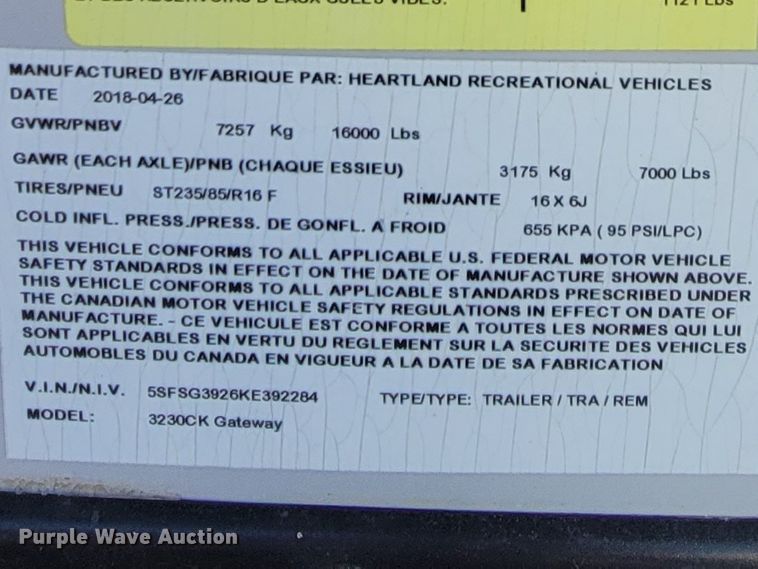 1121 Lbs
MANUFACTURED BY/FABRIQUE PAR: HEARTLAND RECREATIONAL VEHICLES
DATE 2018-04-26
GVWR/PNBV 7257 Kg 16000 Lbs
GAWR (EACH AXLE)/PNB (CHAQUE ESSIEU) 3175 Kg 7000 Lbs
TIRES/PNEU ST235/85/R16 F RIM/JANTE 16 X 6J
COLD INFL. PRESS./PRESS. DE GONFL. A FROID 655 KPA ( 95 PSI/LPC)
THIS VEHICLE CONFORMS TO ALL APPLICABLE U.S. FEDERAL MOTOR VEHICLE
SAFETY STANDARDS IN EFFECT ON THE DATE OF MANUFACTURE SHOWN ABOVE.
THIS VEHICLE CONFORMS TO ALL APPLICABLE STANDARDS PRESCRIBED UNDER
THE CANADIAN MOTOR VEHICLE SAFETY REGULATIONS IN EFFECT ON DATE OF
MANUFACTURE. - CE VEHICULE EST CONFORME A TOUTES LES NORMES QUI LUI
SONT APPLICABLES EN VERTU DU REGLEMENT SUR LA SECURITE DES VEHICLES
AUTOMOBILES DU CANADA EN VIGUEUR A LA DATE DE SA FABRICATION
V.I.N./N.I.V. 5SFSG3926KE392284 TYPE/TYPE: TRAILER / TRA / REM
MODEL: 3230CK Gateway
Purple Wave Auction